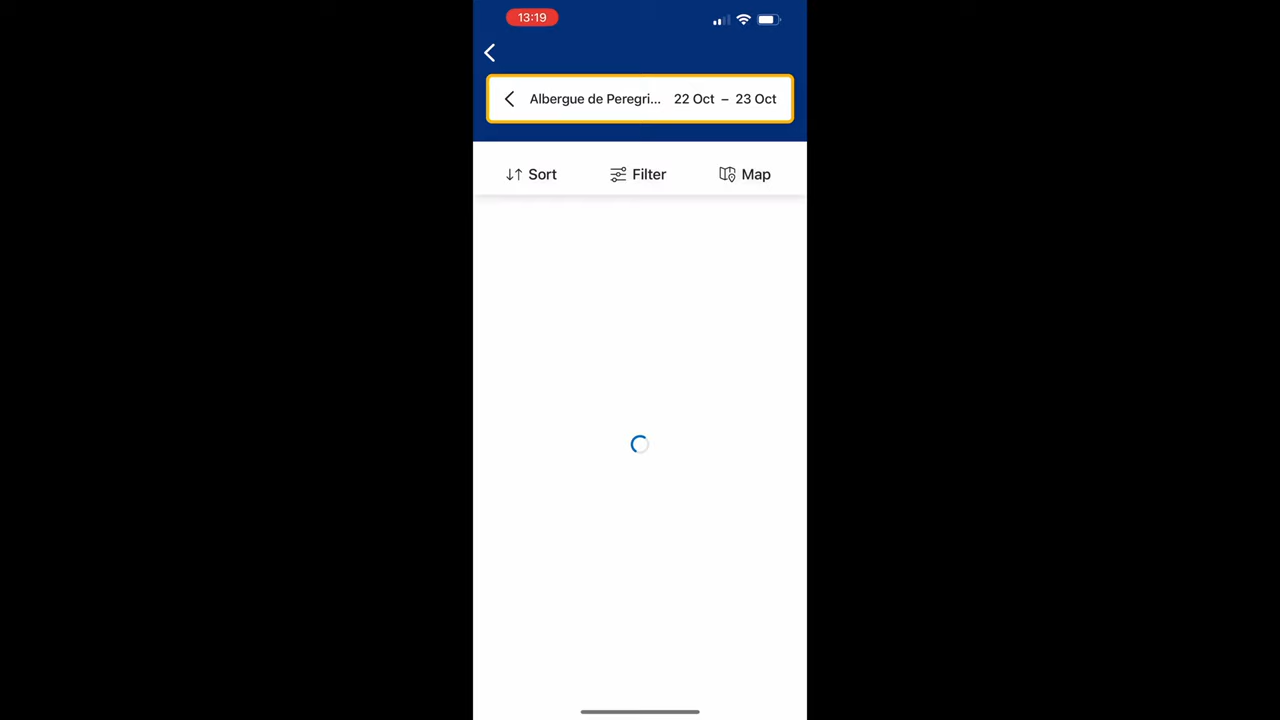 13:19
Albergue de Peregri... 22 Oct – 23 Oct
Sort Filter Map